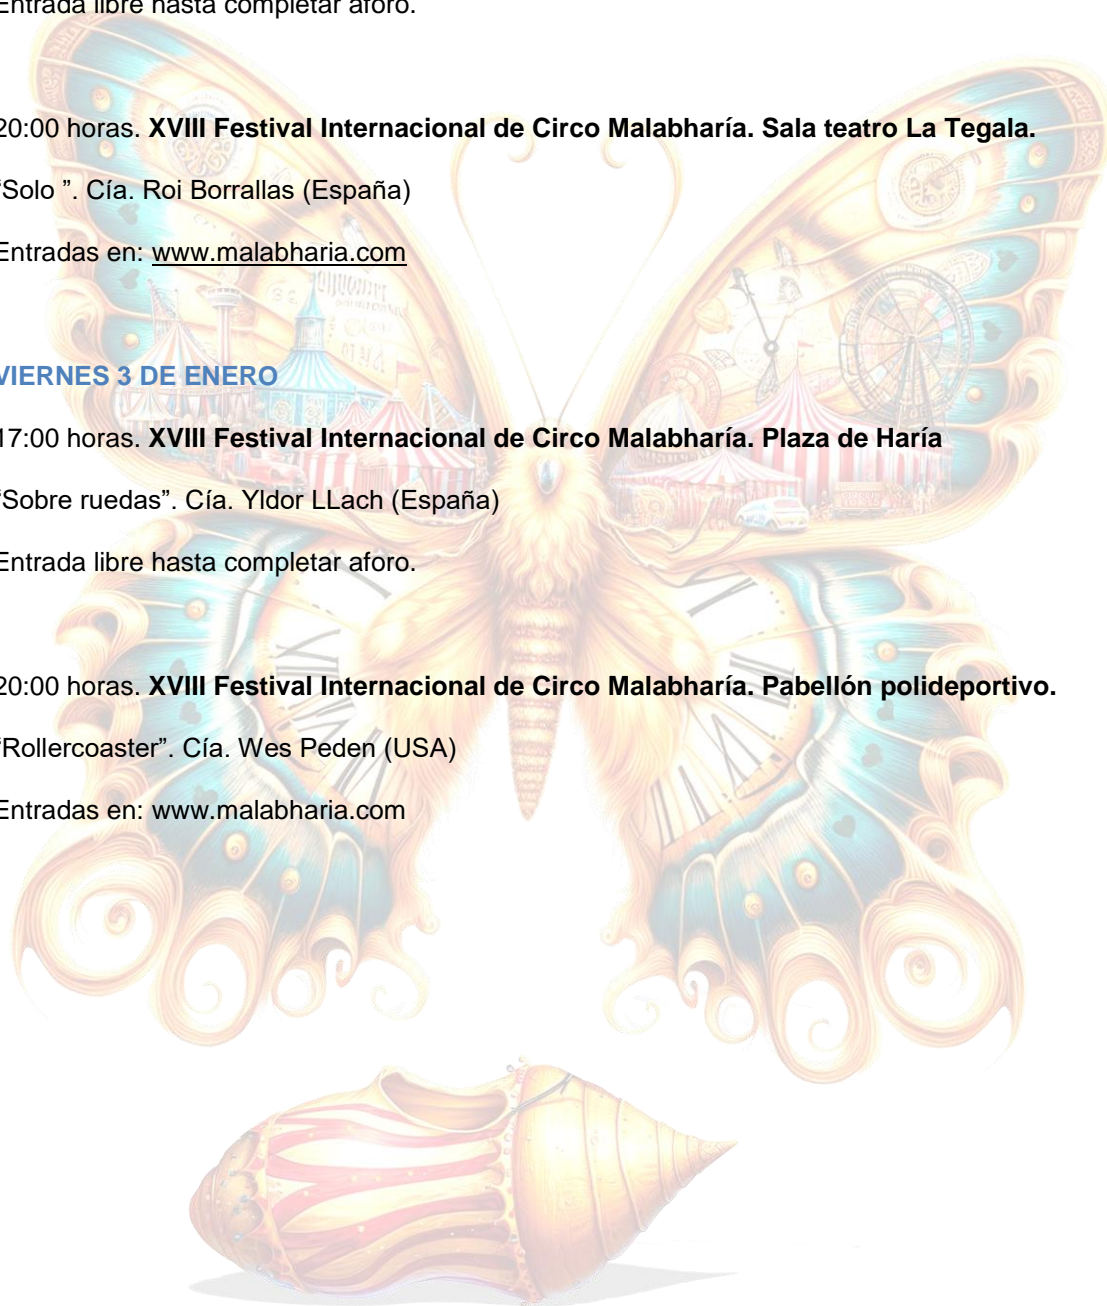 Entrada libre hasta completar aforo.
20:00 horas. XVIII Festival Internacional de Circo Malabharía. Sala teatro La Tegala.
“Solo ”. Cía. Roi Borrallas (España)
Entradas en: www.malabharia.com
VIERNES 3 DE ENERO
17:00 horas. XVIII Festival Internacional de Circo Malabharía. Plaza de Haría
“Sobre ruedas”. Cía. Yldor LLach (España)
Entrada libre hasta completar aforo.
20:00 horas. XVIII Festival Internacional de Circo Malabharía. Pabellón polideportivo.
“Rollercoaster”. Cía. Wes Peden (USA)
Entradas en: www.malabharia.com